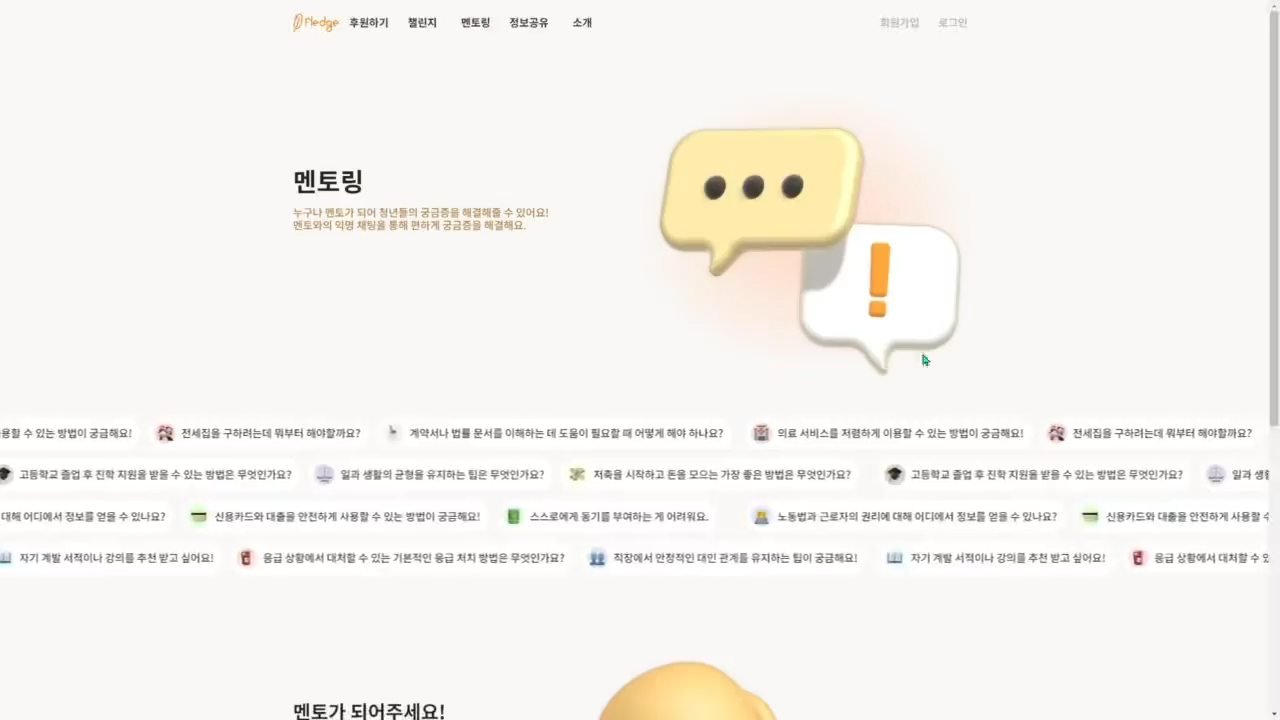 Fledge 후원하기 챌린지 멘토링 정보공유 소개 회원가입 로그인
멘토링
누구나 멘토가 되어 청년들의 궁금증을 해결해줄 수 있어요!
멘토와의 익명 채팅을 통해 편하게 궁금증을 해결해요.
용할 수 있는 방법이 궁금해요! 전세집을 구하려는데 뭐부터 해야할까요? 계약서나 법률 문서를 이해하는 데 도움이 필요할 때 어떻게 해야 하나요? 의료 서비스를 저렴하게 이용할 수 있는 방법이 궁금해요! 전세집을 구하려는데 뭐부터 해야할까요?
고등학교 졸업 후 진학 지원을 받을 수 있는 방법은 무엇인가요? 일과 생활의 균형을 유지하는 팁은 무엇인가요? 저축을 시작하고 돈을 모으는 가장 좋은 방법은 무엇인가요? 고등학교 졸업 후 진학 지원을 받을 수 있는 방법은 무엇인가요? 일과 생
대해 어디에서 정보를 얻을 수 있나요? 신용카드와 대출을 안전하게 사용할 수 있는 방법이 궁금해요! 스스로에게 동기를 부여하는 게 어려워요. 노동법과 근로자의 권리에 대해 어디에서 정보를 얻을 수 있나요? 신용카드와 대출을 안전하게 사용할 수
자기 계발 서적이나 강의를 추천 받고 싶어요! 응급 상황에서 대처할 수 있는 기본적인 응급 처치 방법은 무엇인가요? 직장에서 안정적인 대인 관계를 유지하는 팁이 궁금해요! 자기 계발 서적이나 강의를 추천 받고 싶어요! 응급 상황에서 대처할 수
멘토가 되어주세요!